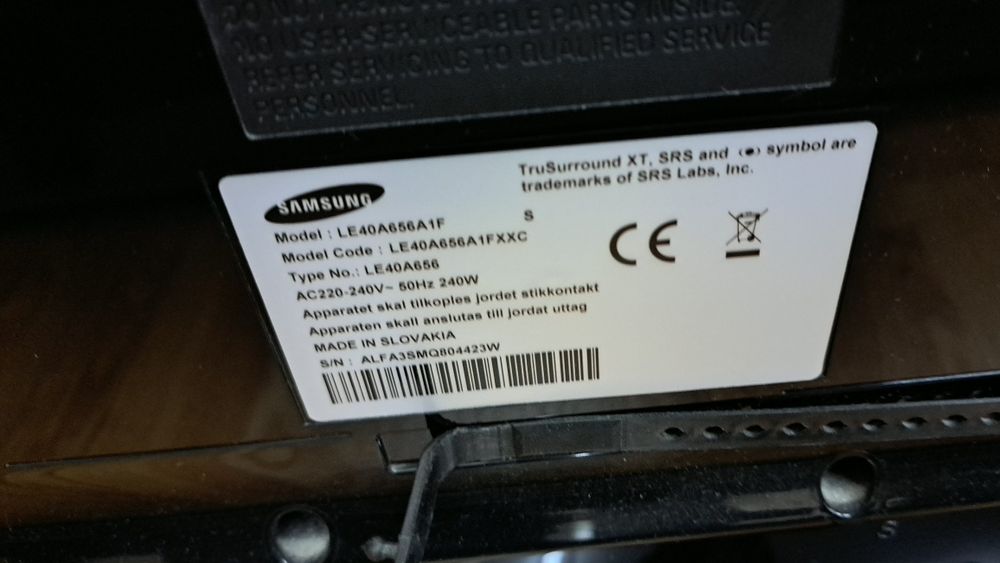 DO NOT REMOVE
NO USER-SERVICEABLE PARTS INSIDE.
REFER SERVICING TO QUALIFIED SERVICE
PERSONNEL.
SAMSUNG
TruSurround XT, SRS and (●) symbol are
trademarks of SRS Labs, Inc.
Model : LE40A656A1F
S
Model Code : LE40A656A1FXXC
Type No.: LE40A656
AC220-240V~ 50Hz 240W
Apparatet skal tilkoples jordet stikkontakt
Apparaten skall anslutas till jordat uttag
MADE IN SLOVAKIA
S/N : ALFA3SMQ804423W
CE
S